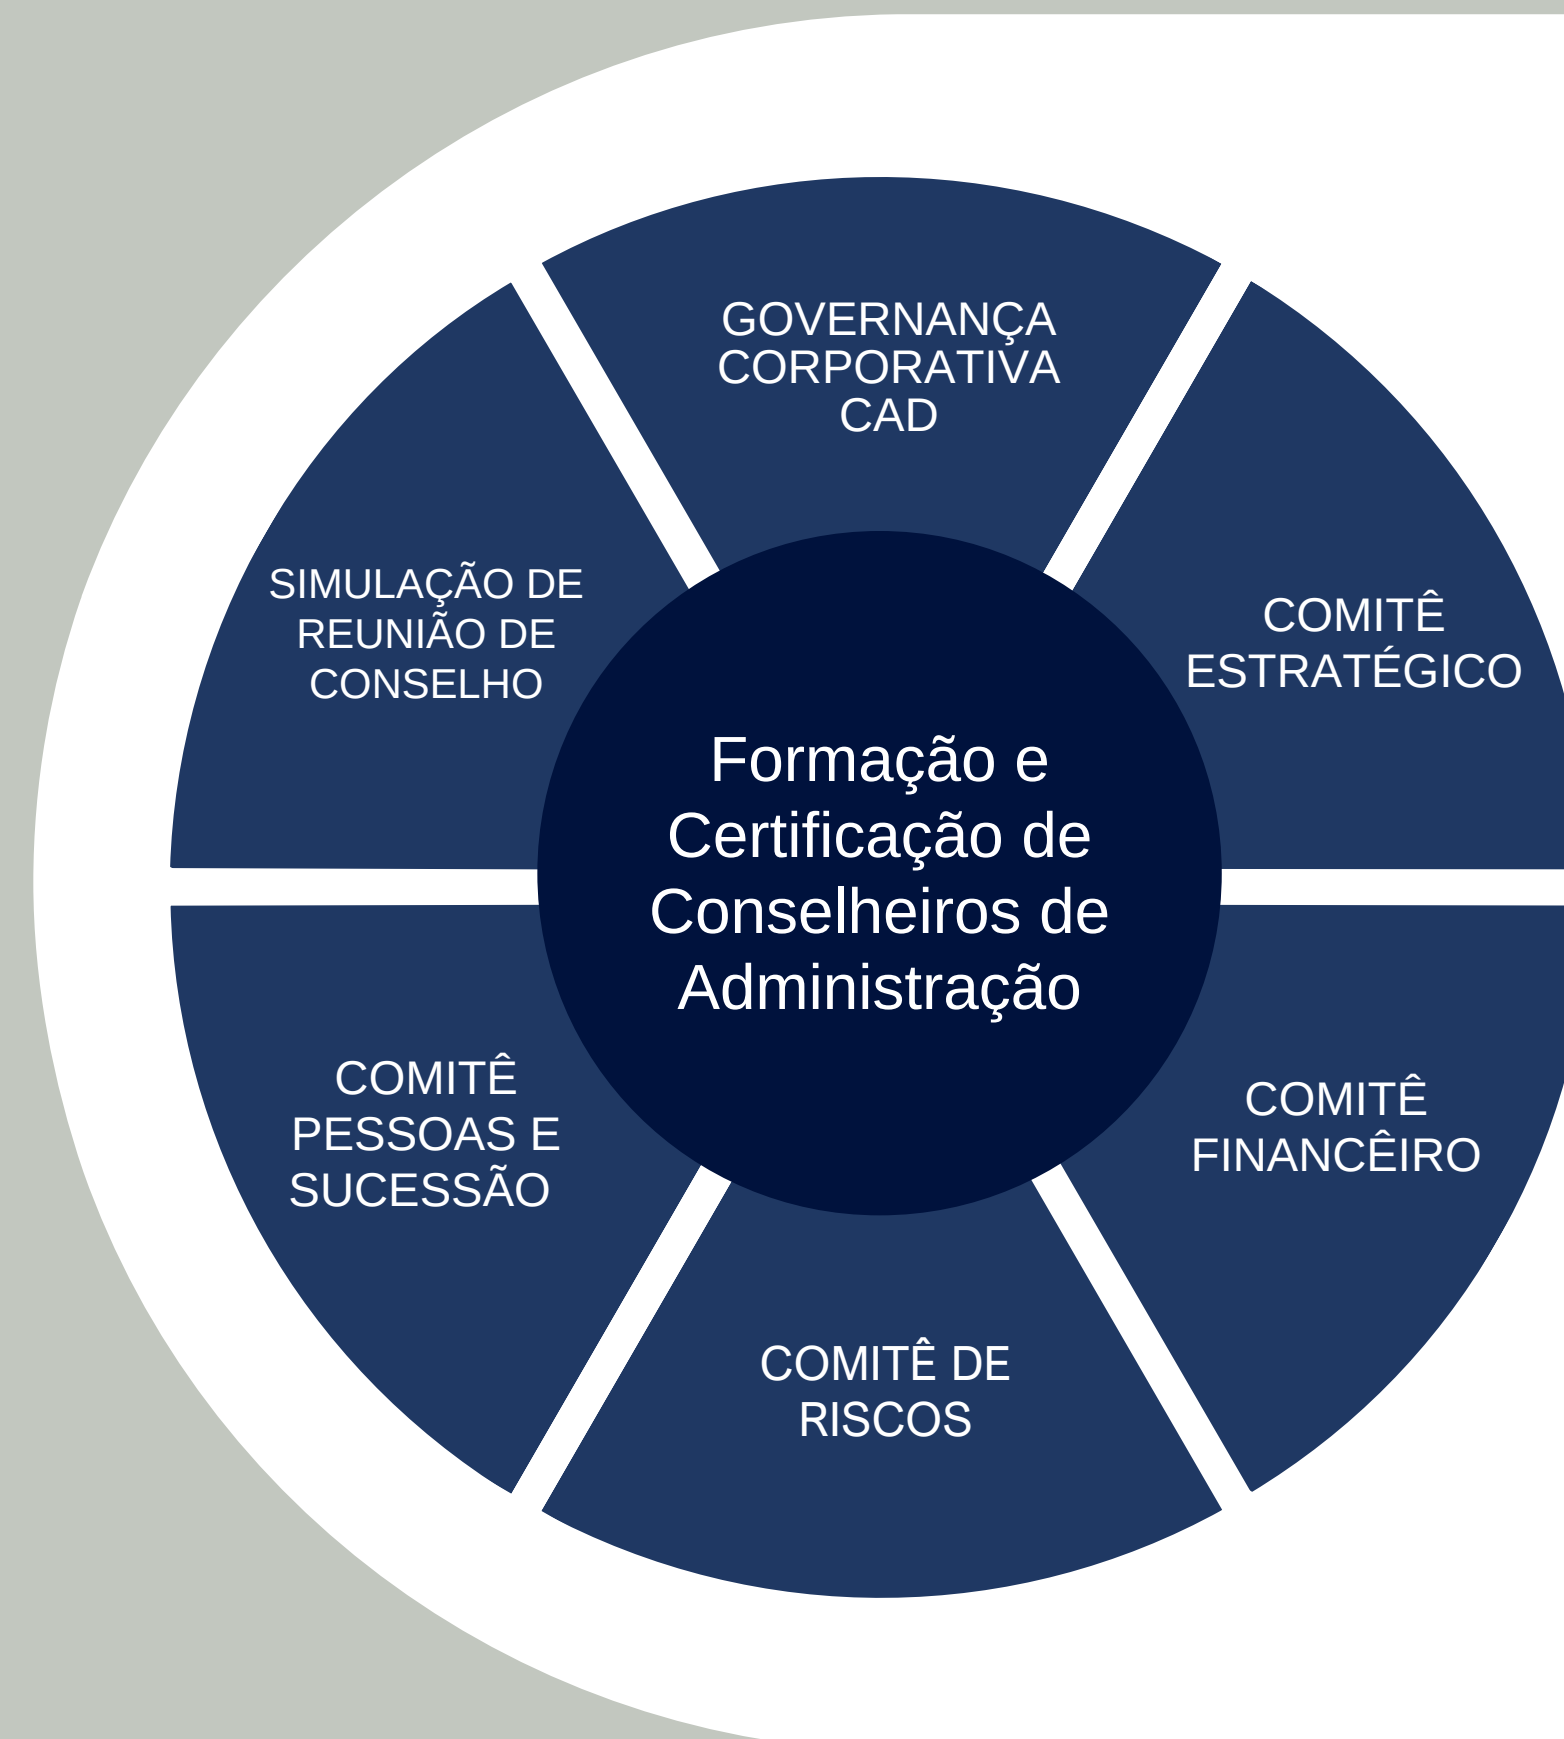 GOVERNANÇA
CORPORATIVA
CAD
COMITÊ
ESTRATÉGICO
COMITÊ
FINANCÊIRO
COMITÊ DE
RISCOS
COMITÊ
PESSOAS E
SUCESSÃO
SIMULAÇÃO DE
REUNIÃO DE
CONSELHO
Formação e
Certificação de
Conselheiros de
Administração